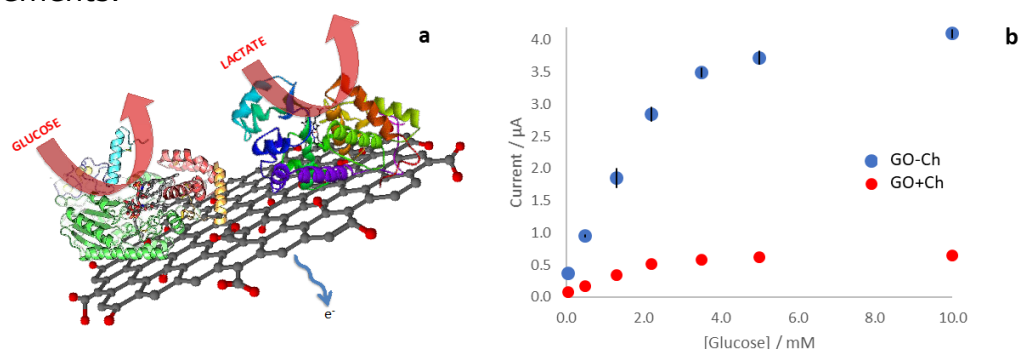 ements.
a
GLUCOSE
LACTATE
e-
b
Current / µA
4.0
3.5
3.0
2.5
2.0
1.5
1.0
0.5
0.0
GO-Ch
GO+Ch
0.0 2.0 4.0 6.0 8.0 10.0
[Glucose] / mM